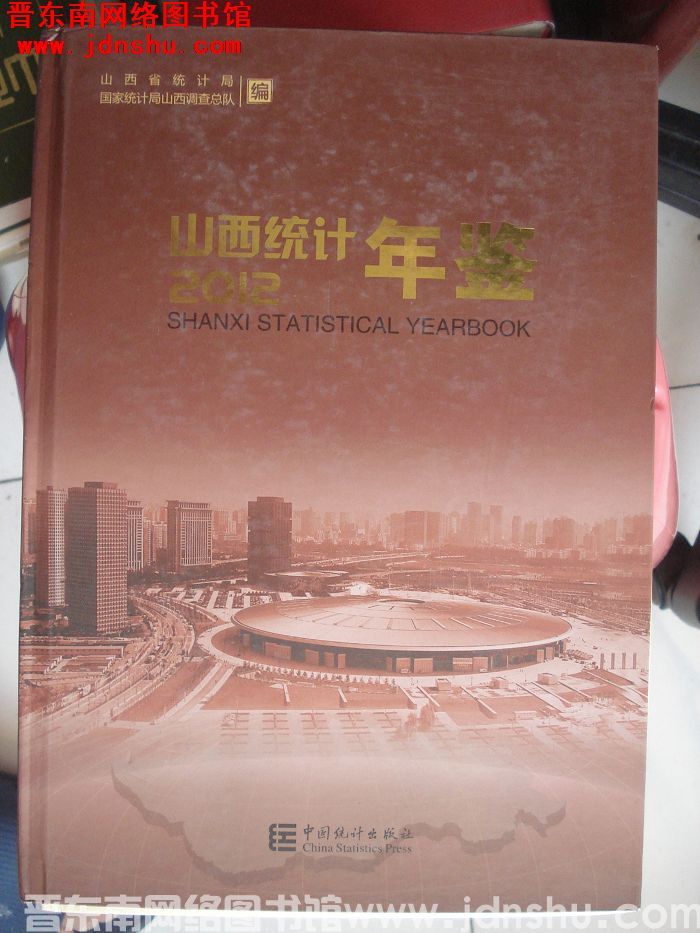 晋东南网络图书馆
www.jdnshu.com
山西省统计局
国家统计局山西调查总队
编
山西统计年鉴
2012
SHANXI STATISTICAL YEARBOOK
中国统计出版社
China Statistics Press
晋东南网络图书馆 www.jdnshu.com